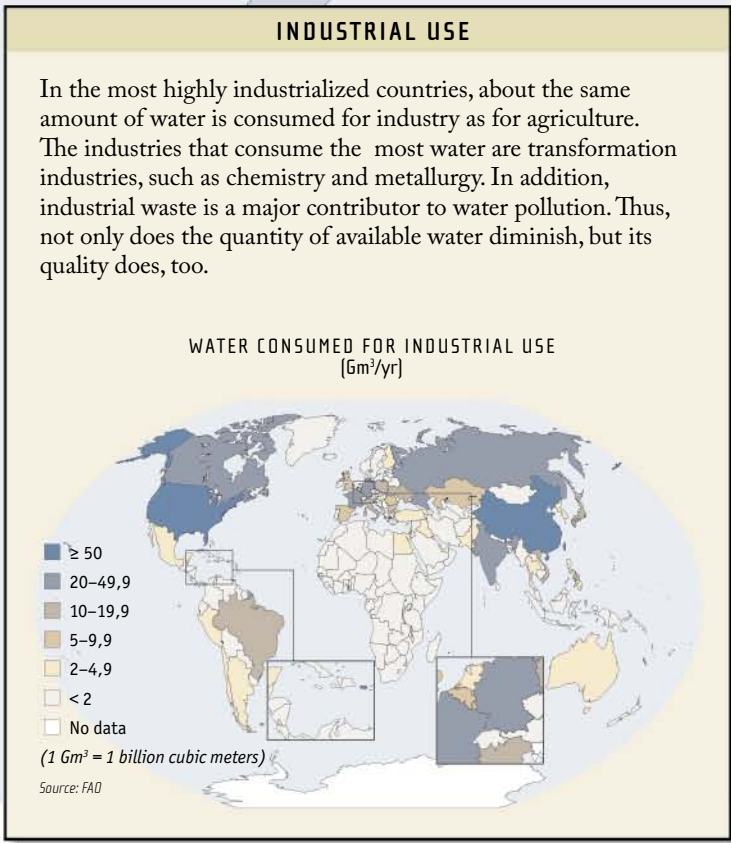 INDUSTRIAL USE
In the most highly industrialized countries, about the same
amount of water is consumed for industry as for agriculture.
The industries that consume the  most water are transformation
industries, such as chemistry and metallurgy. In addition,
industrial waste is a major contributor to water pollution. Thus,
not only does the quantity of available water diminish, but its
quality does, too.
WATER CONSUMED FOR INDUSTRIAL USE
(Gm³/yr)
≥ 50
20–49,9
10–19,9
5–9,9
2–4,9
< 2
No data
(1 Gm³ = 1 billion cubic meters)
Source: FAO